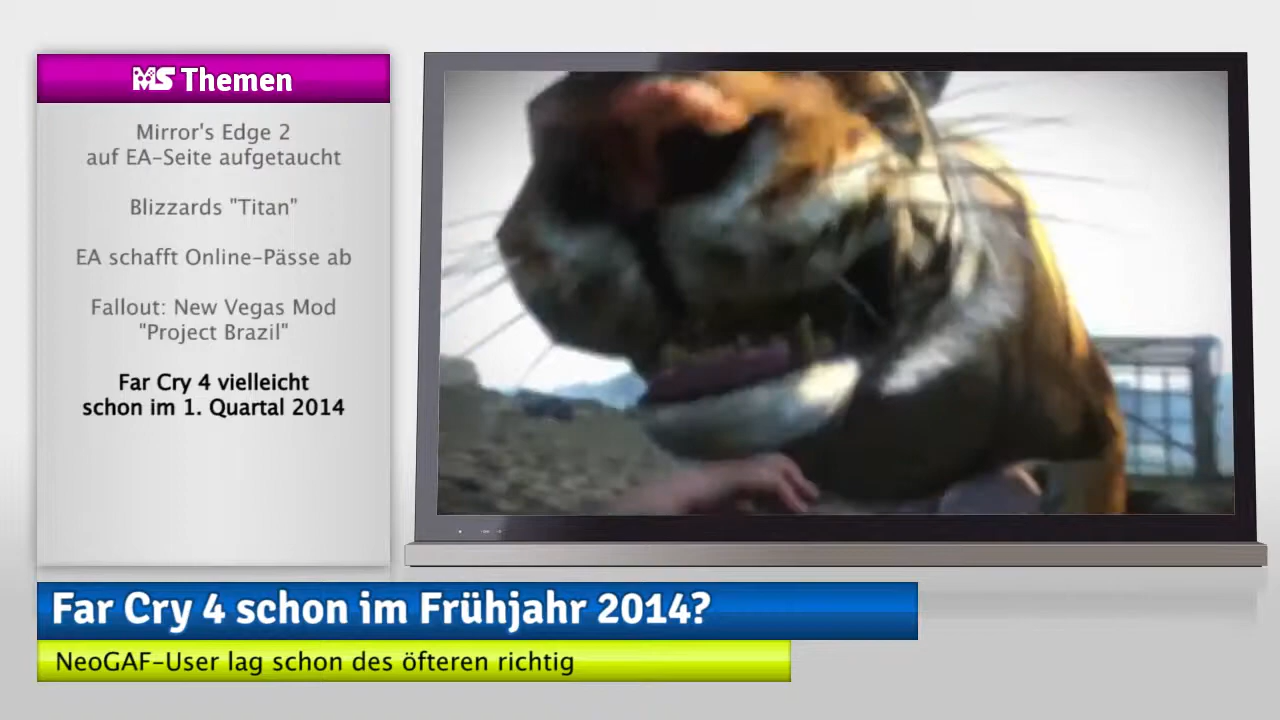 MS Themen
Mirror's Edge 2
auf EA-Seite aufgetaucht
Blizzards "Titan"
EA schafft Online-Pässe ab
Fallout: New Vegas Mod
"Project Brazil"
Far Cry 4 vielleicht
schon im 1. Quartal 2014
Far Cry 4 schon im Frühjahr 2014?
NeoGAF-User lag schon des öfteren richtig